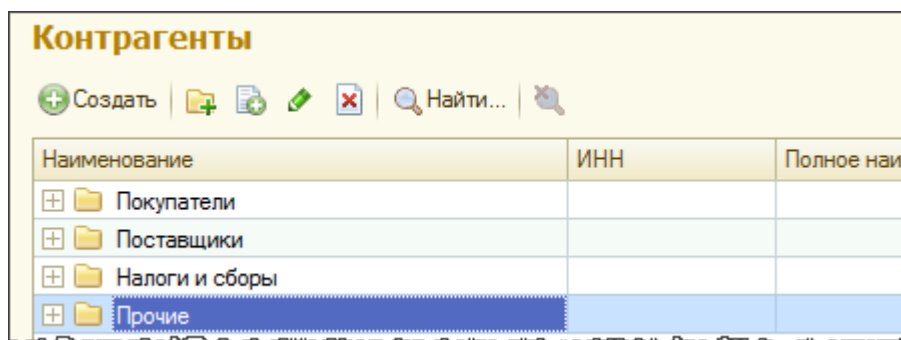 Контрагенты
Создать Найти...
Наименование ИНН Полное наи
Покупатели
Поставщики
Налоги и сборы
Прочие